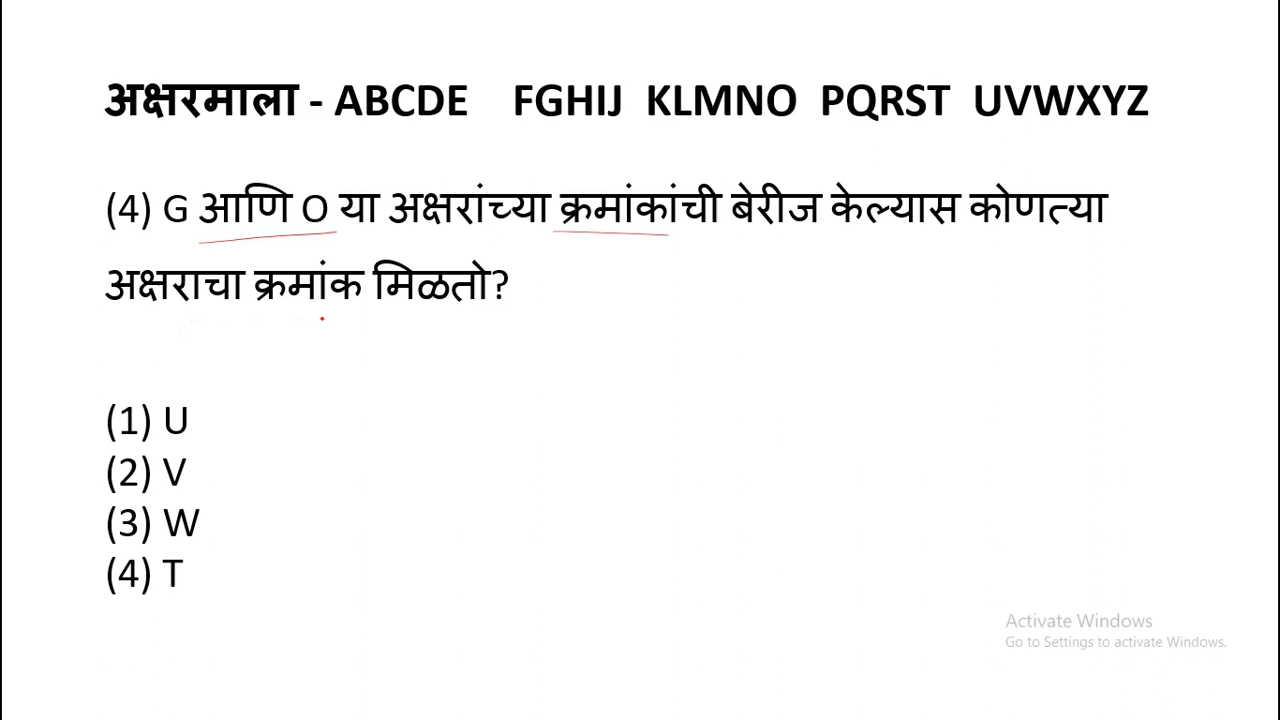 अक्षरमाला - ABCDE FGHIJ KLMNO PQRST UVWXYZ
(4) G आणि O या अक्षरांच्या क्रमांकांची बेरीज केल्यास कोणत्या
अक्षराचा क्रमांक मिळतो?
(1) U
(2) V
(3) W
(4) T
Activate Windows
Go to Settings to activate Windows.